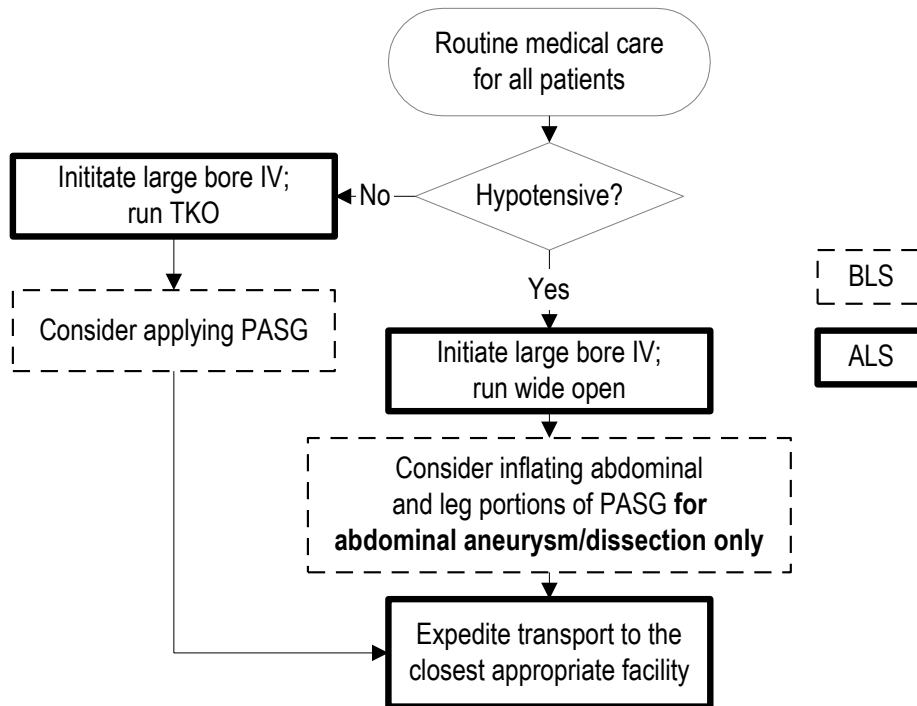 Routine medical care
for all patients
Hypotensive?
No
Inititate large bore IV;
run TKO
Consider applying PASG
Yes
Initiate large bore IV;
run wide open
Consider inflating abdominal
and leg portions of PASG for
abdominal aneurysm/dissection only
Expedite transport to the
closest appropriate facility
BLS
ALS